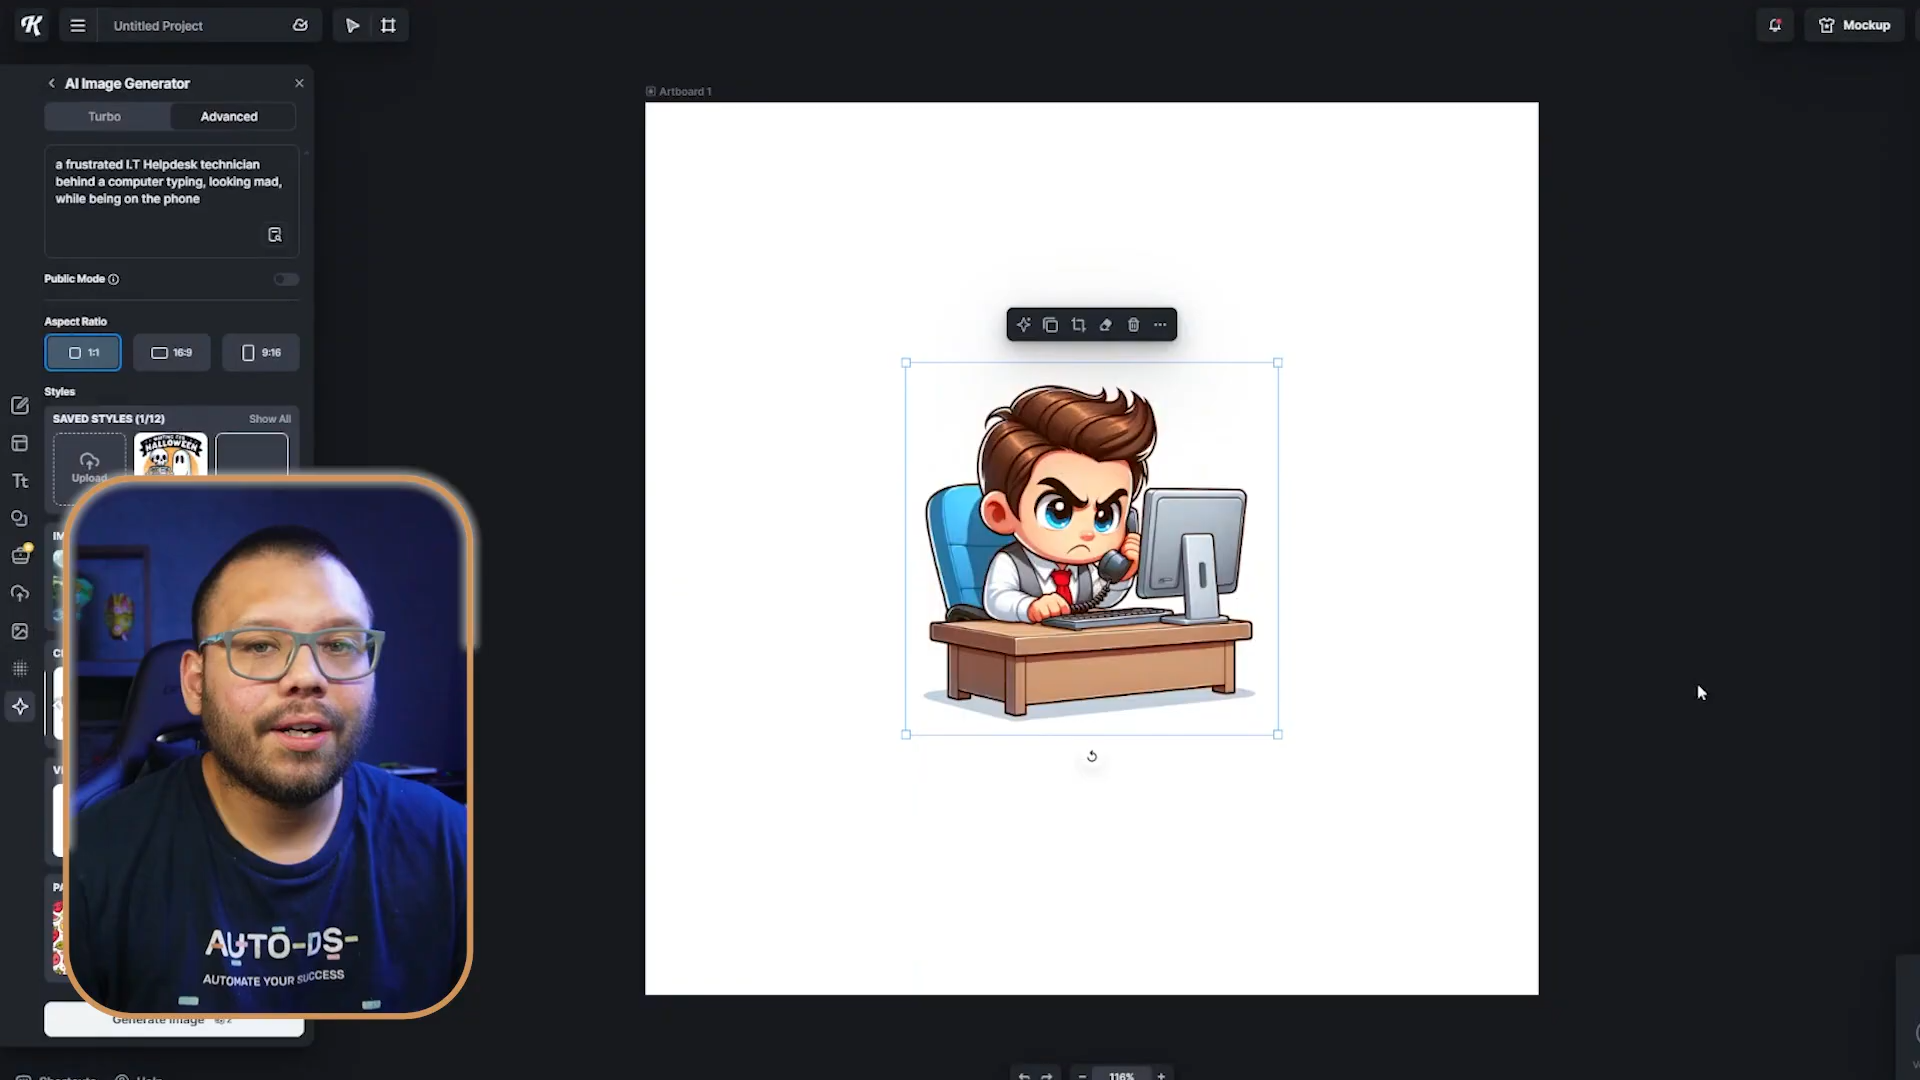 K
Untitled Project
Mockup
AI Image Generator
Turbo
Advanced
a frustrated I.T Helpdesk technician
behind a computer typing, looking mad,
while being on the phone
Public Mode
Aspect Ratio
1:1
16:9
9:16
Styles
SAVED STYLES (1/12)
Show All
Upload
HALLOWEEN
Tt
Artboard 1
AUTO-DS
AUTOMATE YOUR SUCCESS
Generate Image
116%